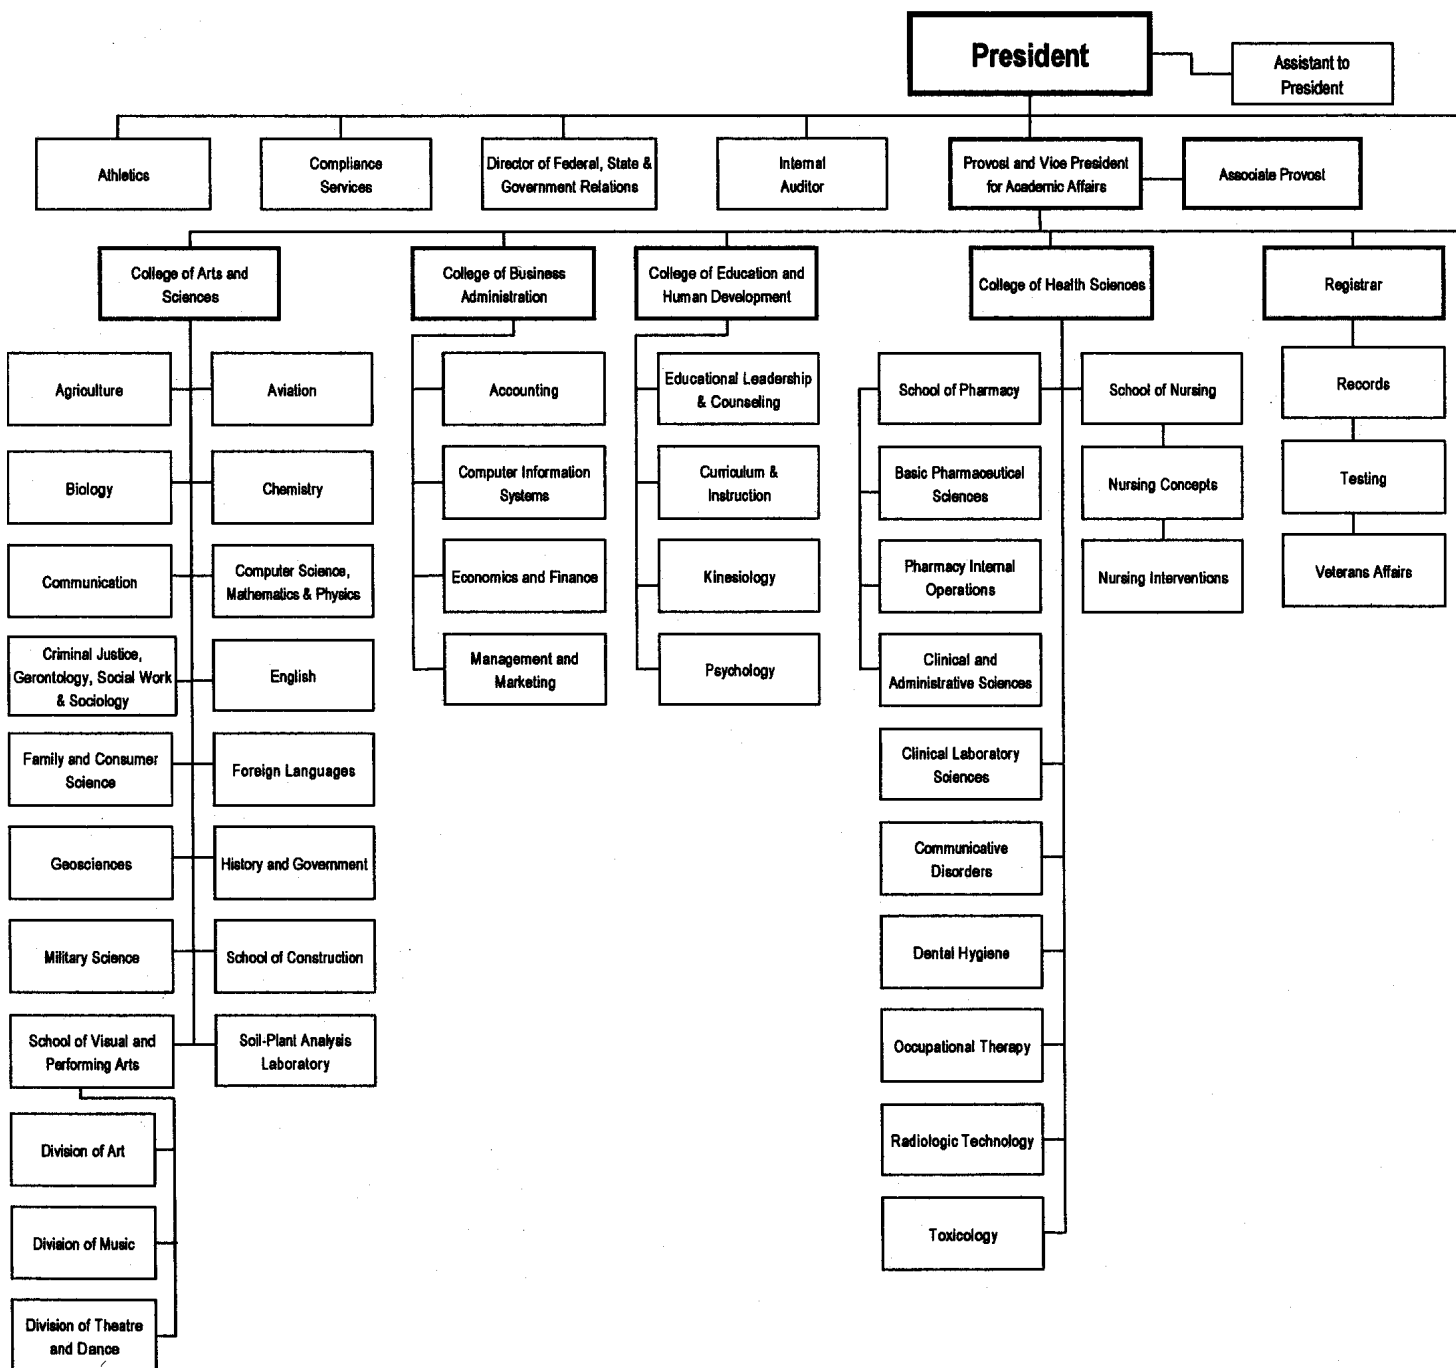 President
Assistant to
President
Athletics
Compliance
Services
Director of Federal, State &
Government Relations
Internal
Auditor
Provost and Vice President
for Academic Affairs
Associate Provost
College of Arts and
Sciences
College of Business
Administration
College of Education and
Human Development
College of Health Sciences
Registrar
Agriculture
Aviation
Accounting
Educational Leadership
& Counseling
School of Pharmacy
School of Nursing
Records
Biology
Chemistry
Computer Information
Systems
Curriculum &
Instruction
Basic Pharmaceutical
Sciences
Nursing Concepts
Testing
Communication
Computer Science,
Mathematics & Physics
Economics and Finance
Kinesiology
Pharmacy Internal
Operations
Nursing Interventions
Veterans Affairs
Criminal Justice,
Gerontology, Social Work
& Sociology
English
Management and
Marketing
Psychology
Clinical and
Administrative Sciences
Family and Consumer
Science
Foreign Languages
Clinical Laboratory
Sciences
Geosciences
History and Government
Communicative
Disorders
Military Science
School of Construction
Dental Hygiene
School of Visual and
Performing Arts
Soil-Plant Analysis
Laboratory
Occupational Therapy
Division of Art
Radiologic Technology
Division of Music
Toxicology
Division of Theatre
and Dance